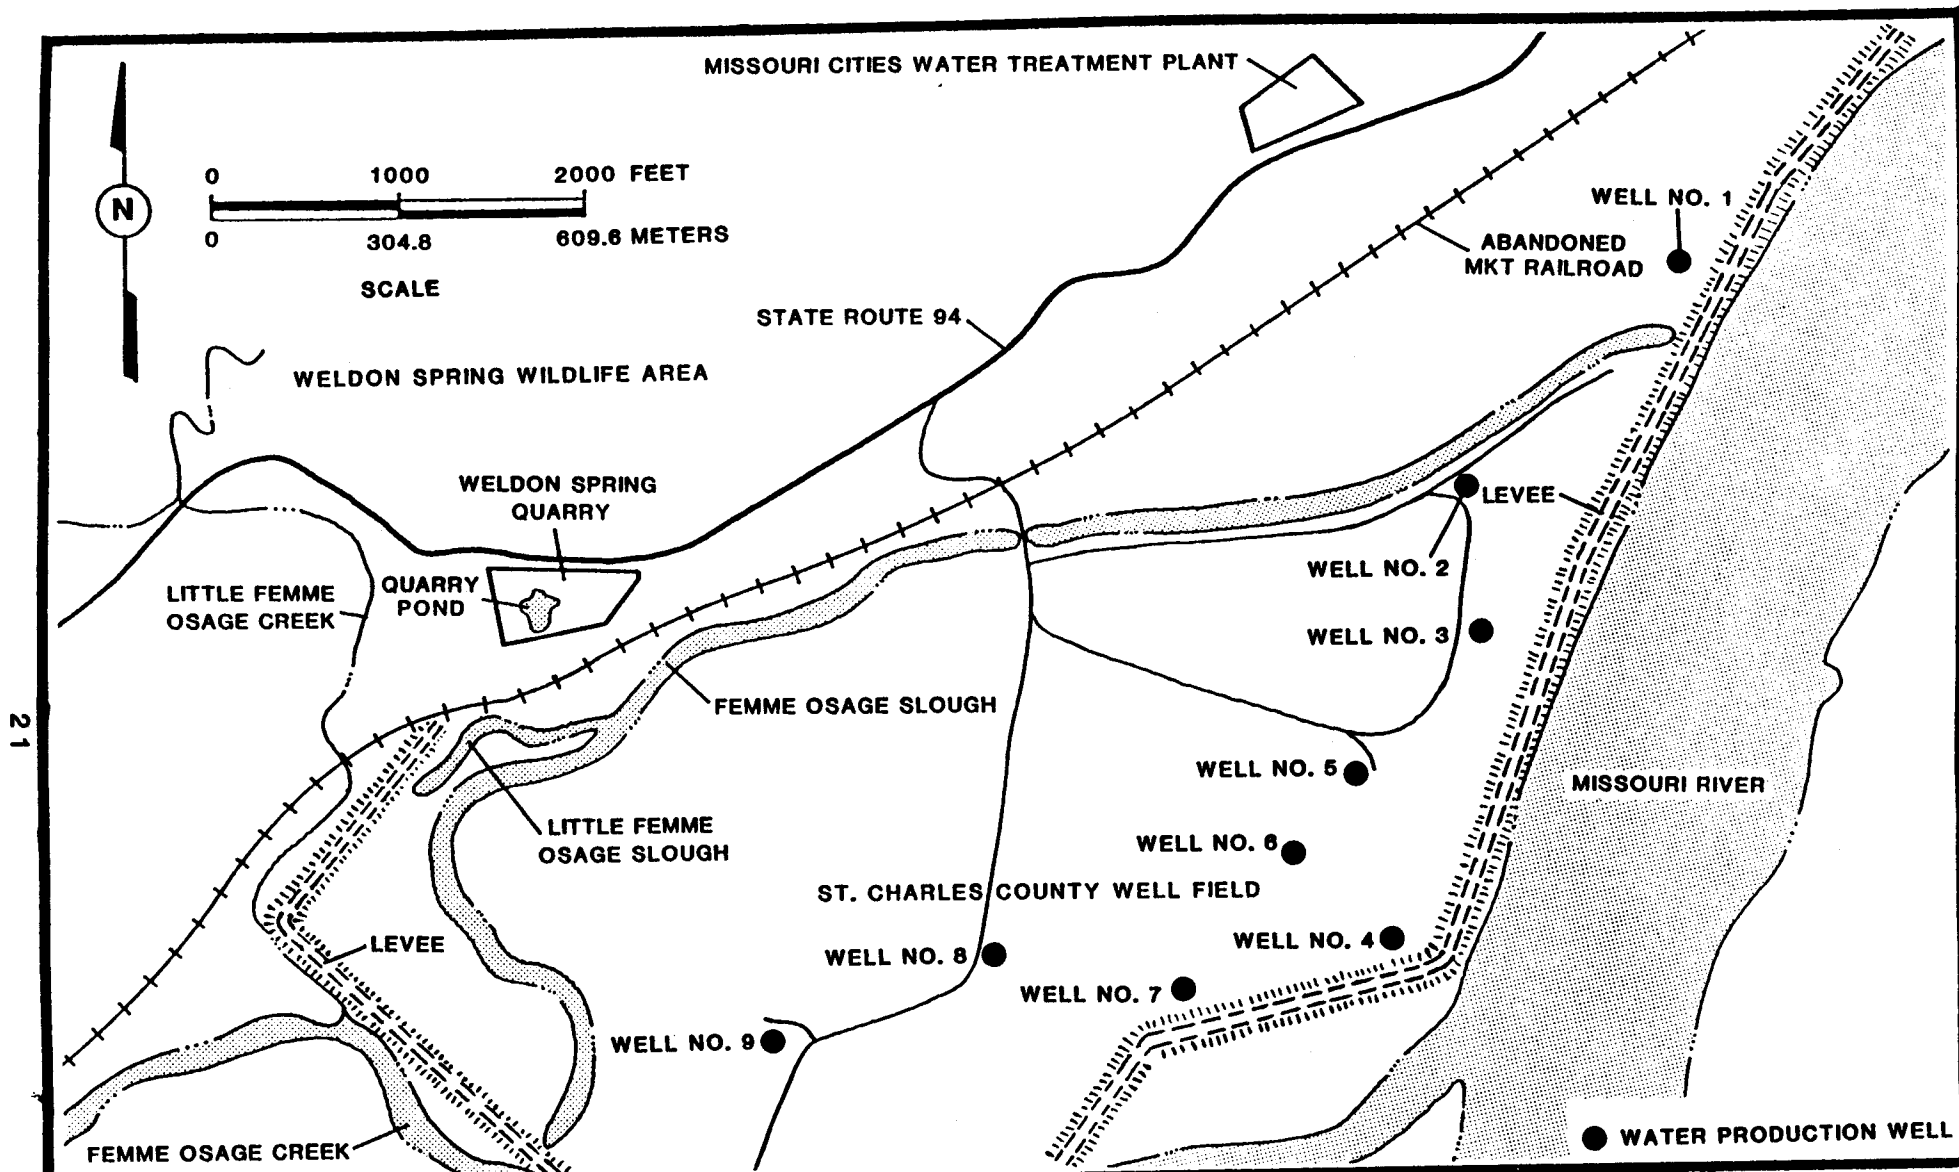 MISSOURI CITIES WATER TREATMENT PLANT
0 1000 2000 FEET
0 304.8 609.6 METERS
SCALE
N
WELL NO. 1
ABANDONED
MKT RAILROAD
STATE ROUTE 94
WELDON SPRING WILDLIFE AREA
WELDON SPRING
QUARRY
LEVEE
WELL NO. 2
QUARRY
POND
LITTLE FEMME
OSAGE CREEK
WELL NO. 3
FEMME OSAGE SLOUGH
21
WELL NO. 5
MISSOURI RIVER
LITTLE FEMME
OSAGE SLOUGH
WELL NO. 6
ST. CHARLES COUNTY WELL FIELD
LEVEE
WELL NO. 4
WELL NO. 8
WELL NO. 7
WELL NO. 9
FEMME OSAGE CREEK
WATER PRODUCTION WELL